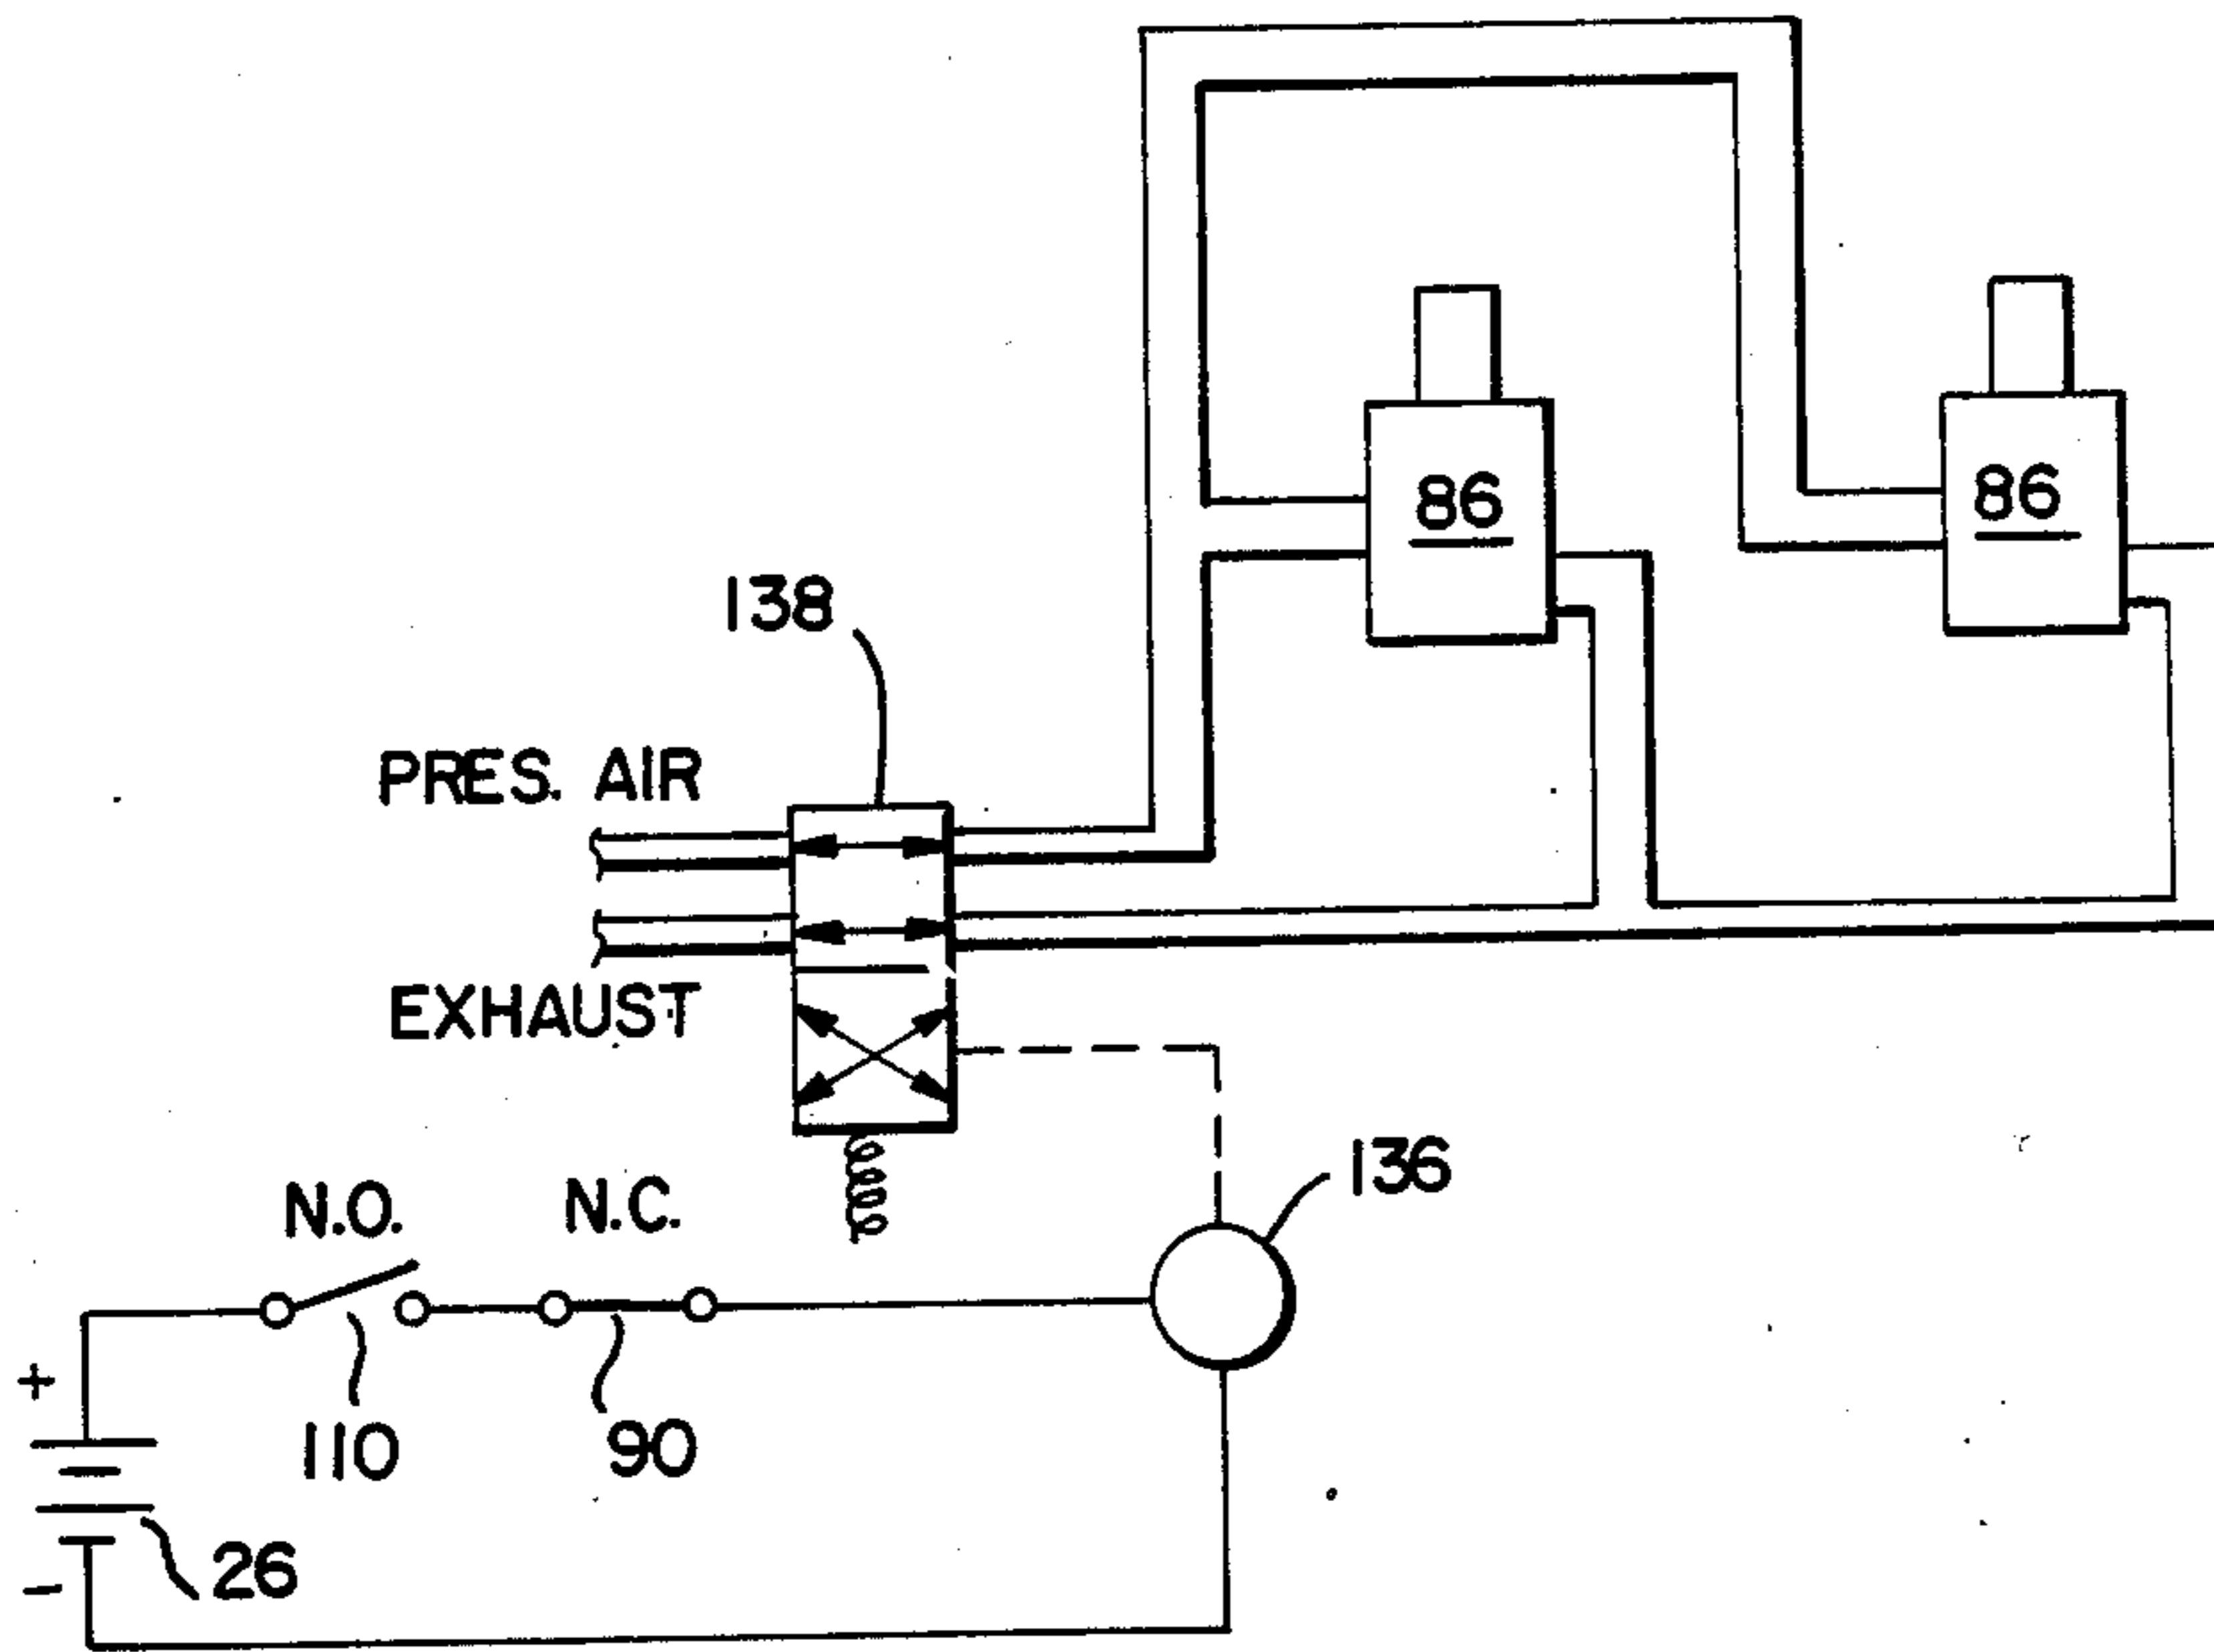 86
86
138
PRES. AIR
EXHAUST
136
N.O.
N.C.
+
110
90
26
-